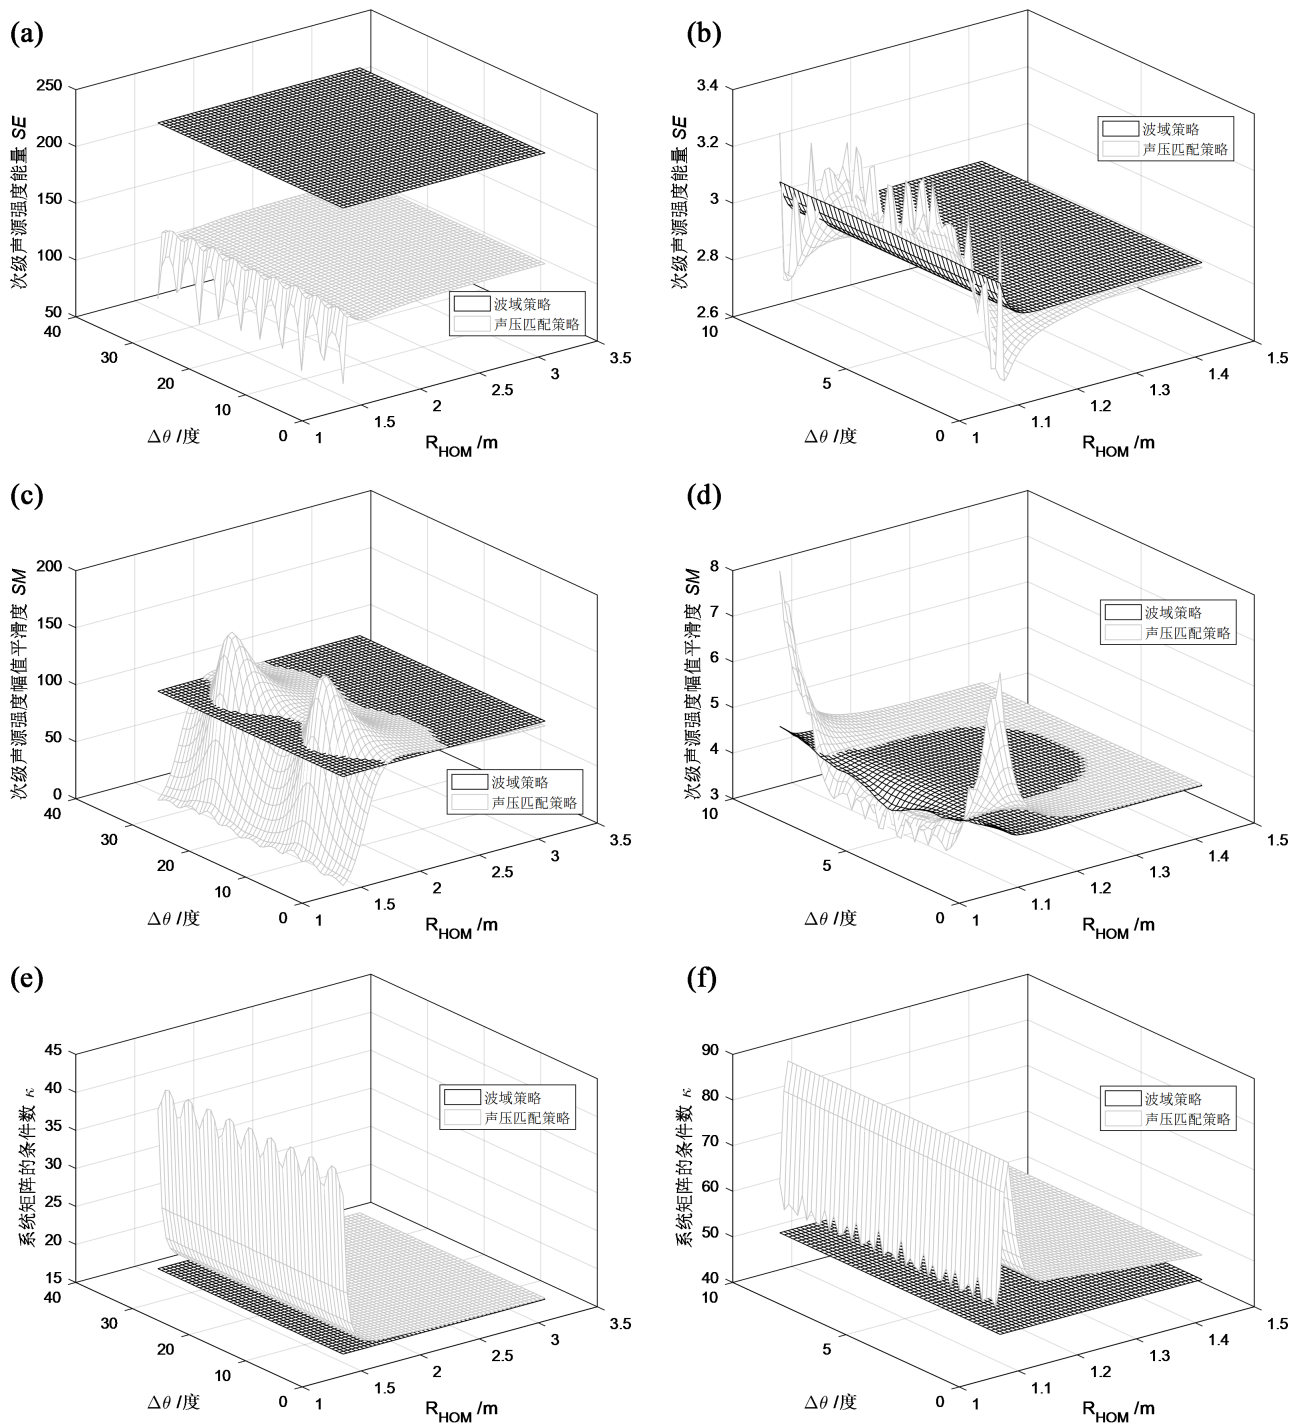 (a)
次级声源强度能量 SE
250
200
150
100
50
40
30
20
10
0
Δθ /度
1
1.5
2
2.5
3
3.5
R_HOM /m
波域策略
声压匹配策略
(b)
次级声源强度能量 SE
3.4
3.2
3
2.8
2.6
10
5
0
Δθ /度
1
1.1
1.2
1.3
1.4
1.5
R_HOM /m
波域策略
声压匹配策略
(c)
次级声源强度幅值平滑度 SM
200
150
100
50
0
40
30
20
10
0
Δθ /度
1
1.5
2
2.5
3
3.5
R_HOM /m
波域策略
声压匹配策略
(d)
次级声源强度幅值平滑度 SM
8
7
6
5
4
3
10
5
0
Δθ /度
1
1.1
1.2
1.3
1.4
1.5
R_HOM /m
波域策略
声压匹配策略
(e)
系统矩阵的条件数 κ
45
40
35
30
25
20
15
40
30
20
10
0
Δθ /度
1
1.5
2
2.5
3
3.5
R_HOM /m
波域策略
声压匹配策略
(f)
系统矩阵的条件数 κ
90
80
70
60
50
40
10
5
0
Δθ /度
1
1.1
1.2
1.3
1.4
1.5
R_HOM /m
波域策略
声压匹配策略